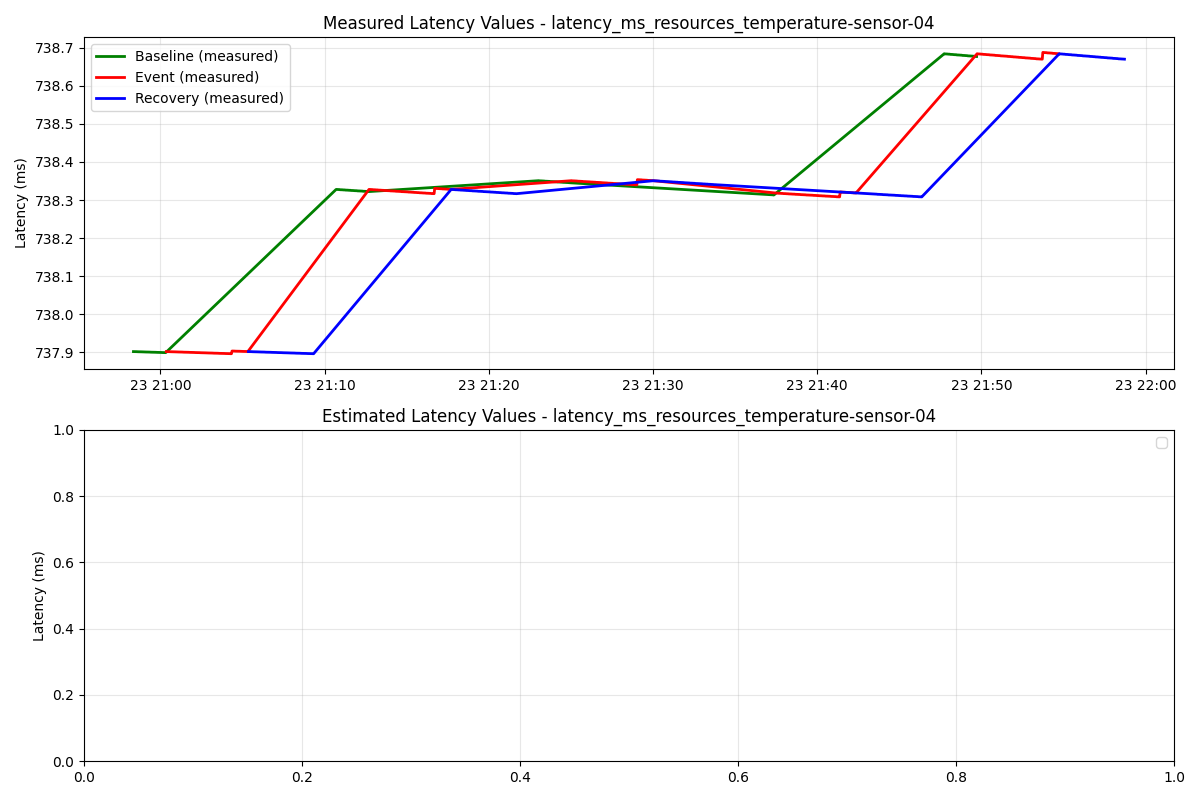 Measured Latency Values - latency_ms_resources_temperature-sensor-04
738.7
738.6
738.5
738.4
738.3
738.2
738.1
738.0
737.9
Latency (ms)
Baseline (measured)
Event (measured)
Recovery (measured)
23 21:00 23 21:10 23 21:20 23 21:30 23 21:40 23 21:50 23 22:00
Estimated Latency Values - latency_ms_resources_temperature-sensor-04
1.0
0.8
0.6
0.4
0.2
0.0
Latency (ms)
0.0 0.2 0.4 0.6 0.8 1.0